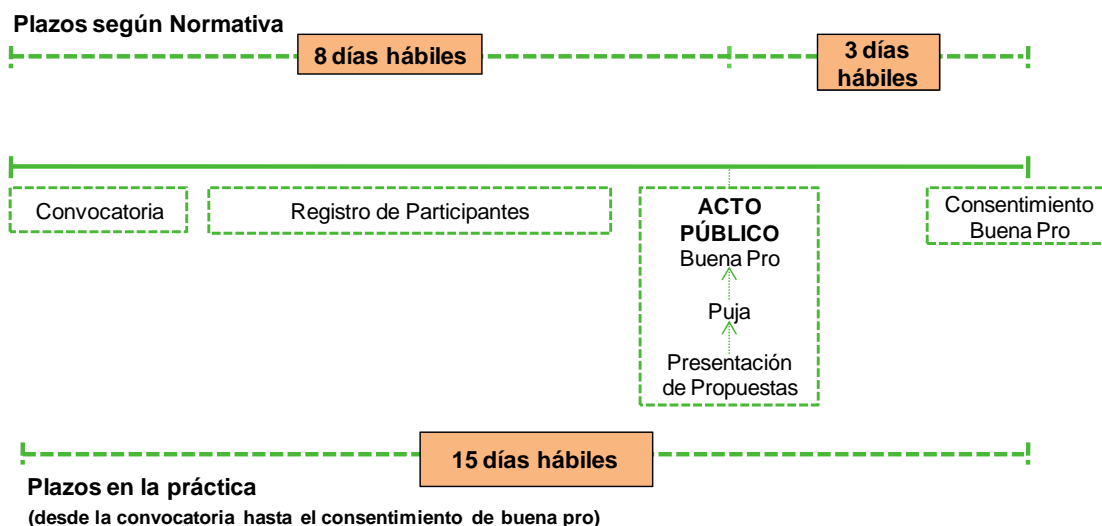 Plazos según Normativa
8 días hábiles
3 días
hábiles
Convocatoria
Registro de Participantes
ACTO
PÚBLICO
Buena Pro
Puja
Presentación
de Propuestas
Consentimiento
Buena Pro
15 días hábiles
Plazos en la práctica
(desde la convocatoria hasta el consentimiento de buena pro)